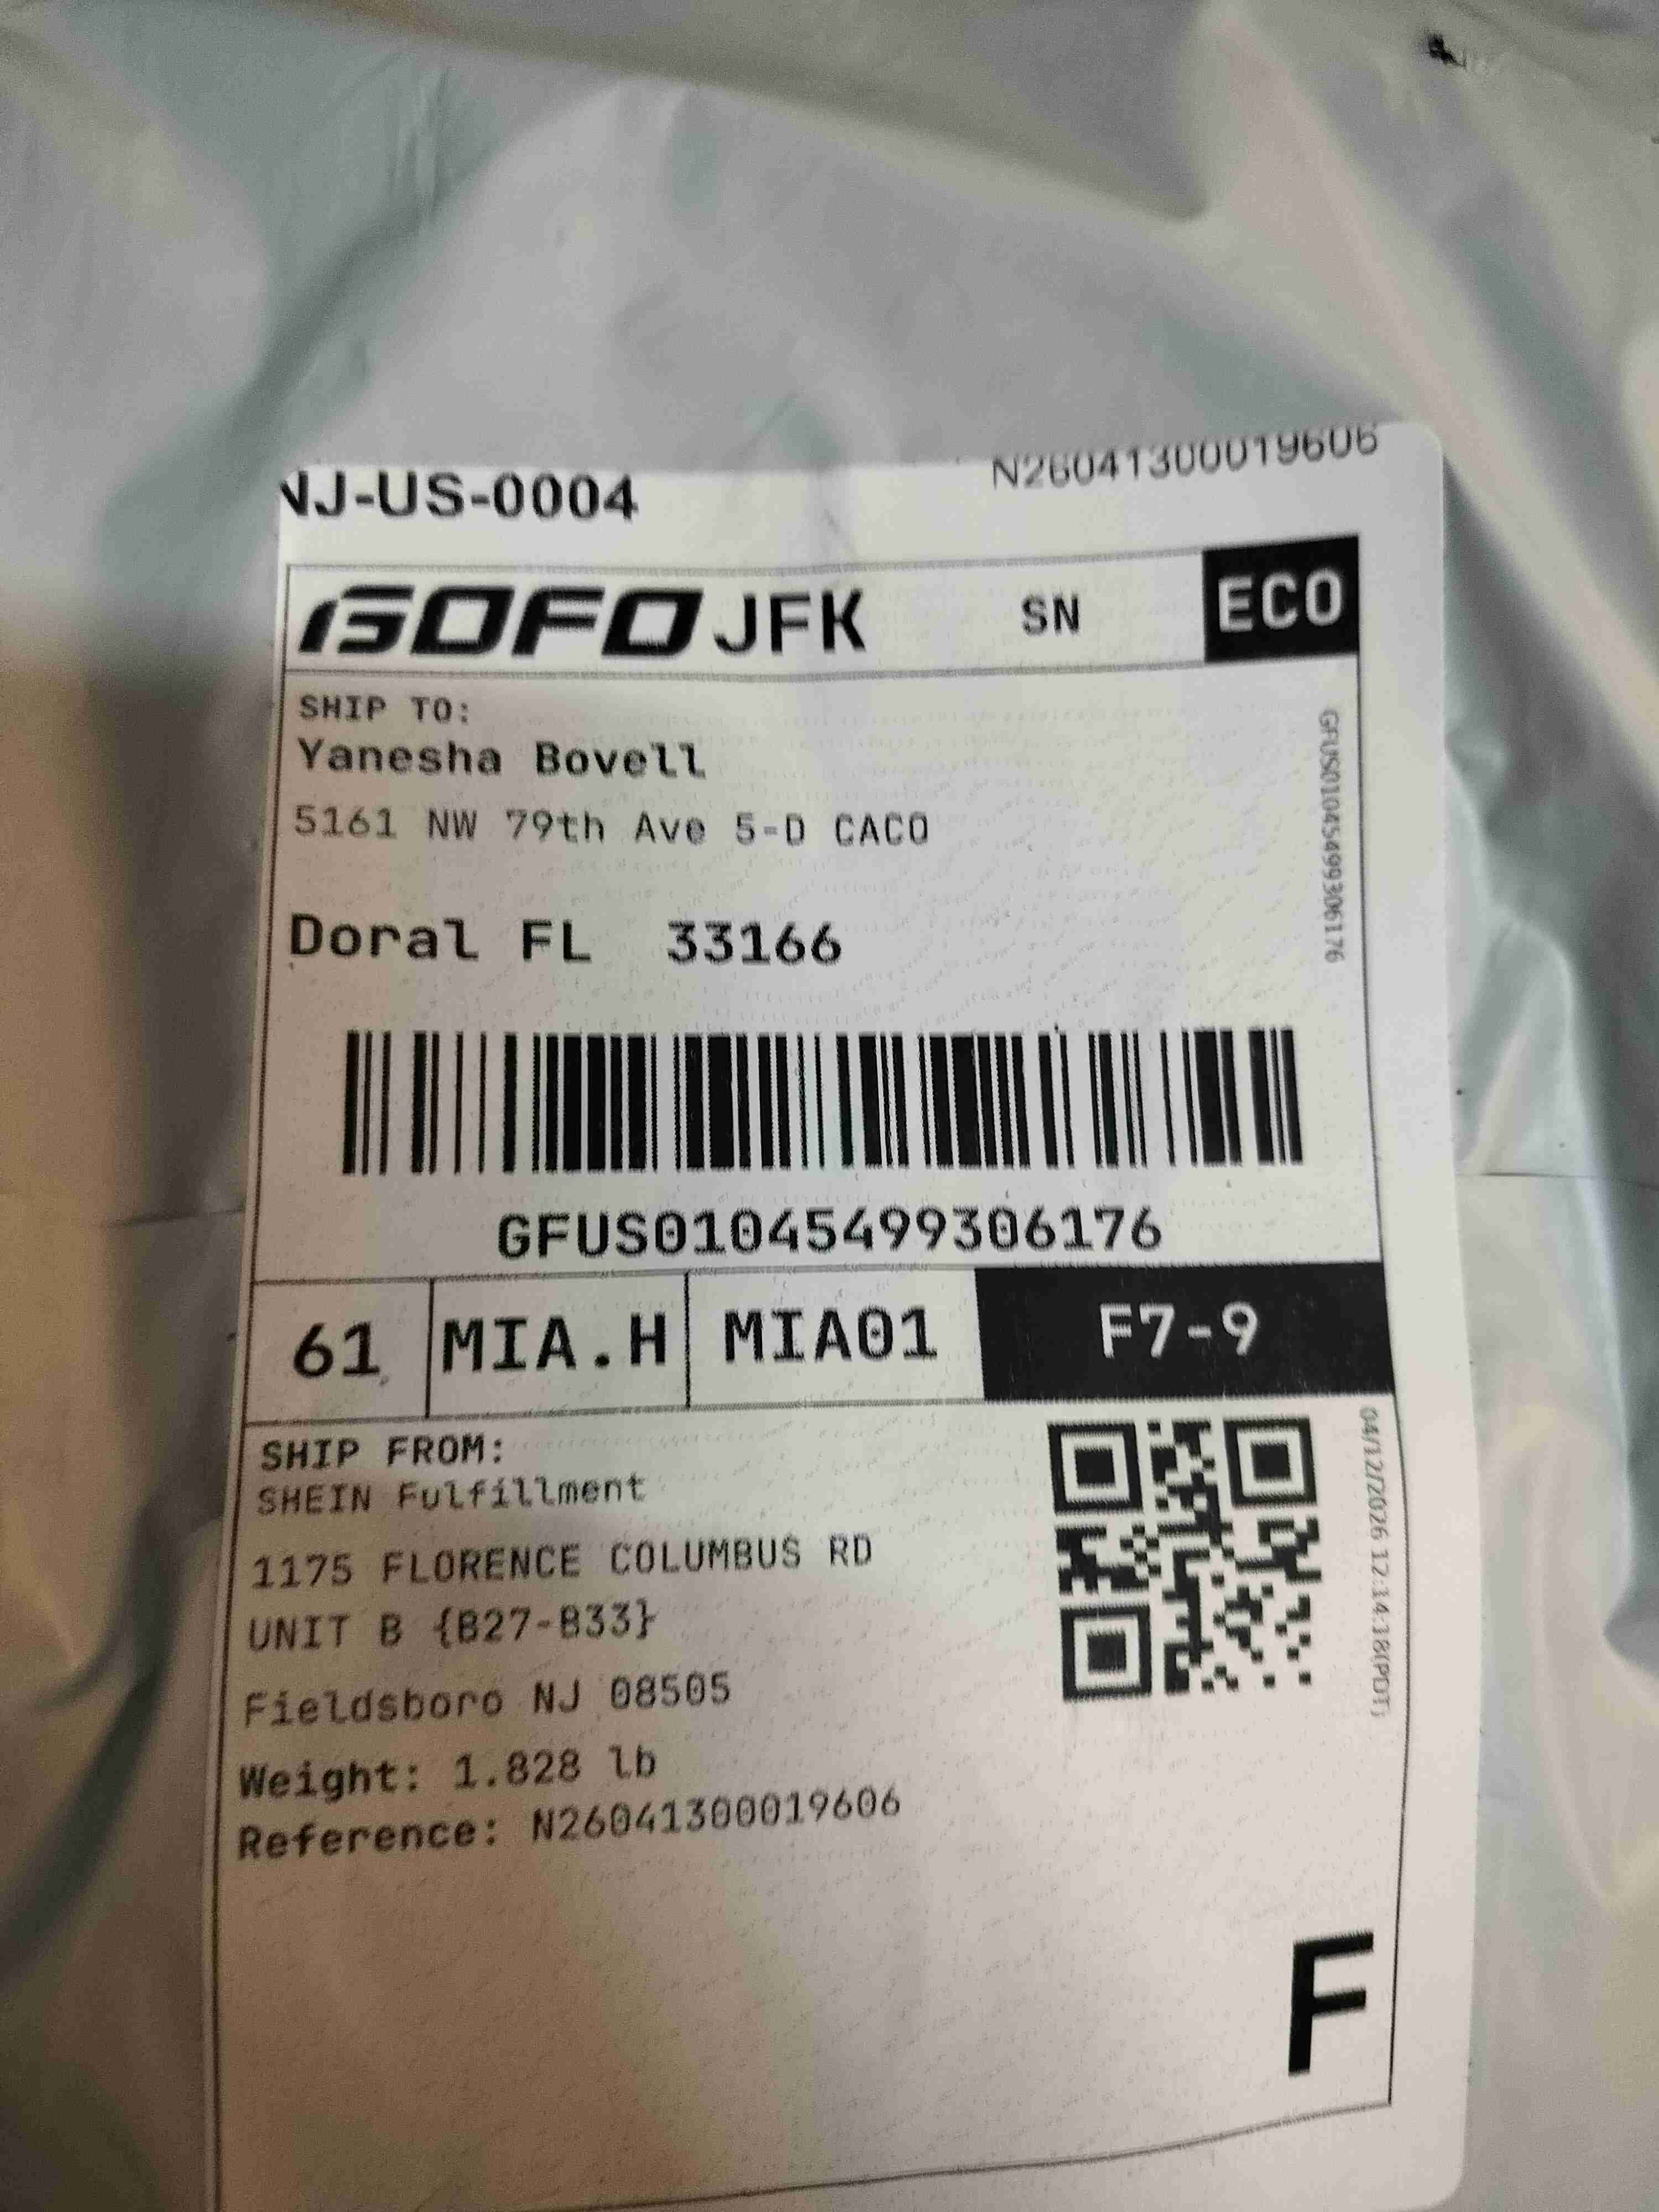 NJ-US-0004
N26041300019606
GOFO JFK SN ECO
SHIP TO:
Yanesha Bovell
5161 NW 79th Ave 5-D CACO
Doral FL 33166
GFUS01045499306176
GFUS01045499306176
61 MIA.H MIA01 F7-9
SHIP FROM:
SHEIN Fulfillment
1175 FLORENCE COLUMBUS RD
UNIT B {B27-B33}
Fieldsboro NJ 08505
Weight: 1.828 lb
Reference: N26041300019606
04/12/2026 12:14:18(PDT)
F